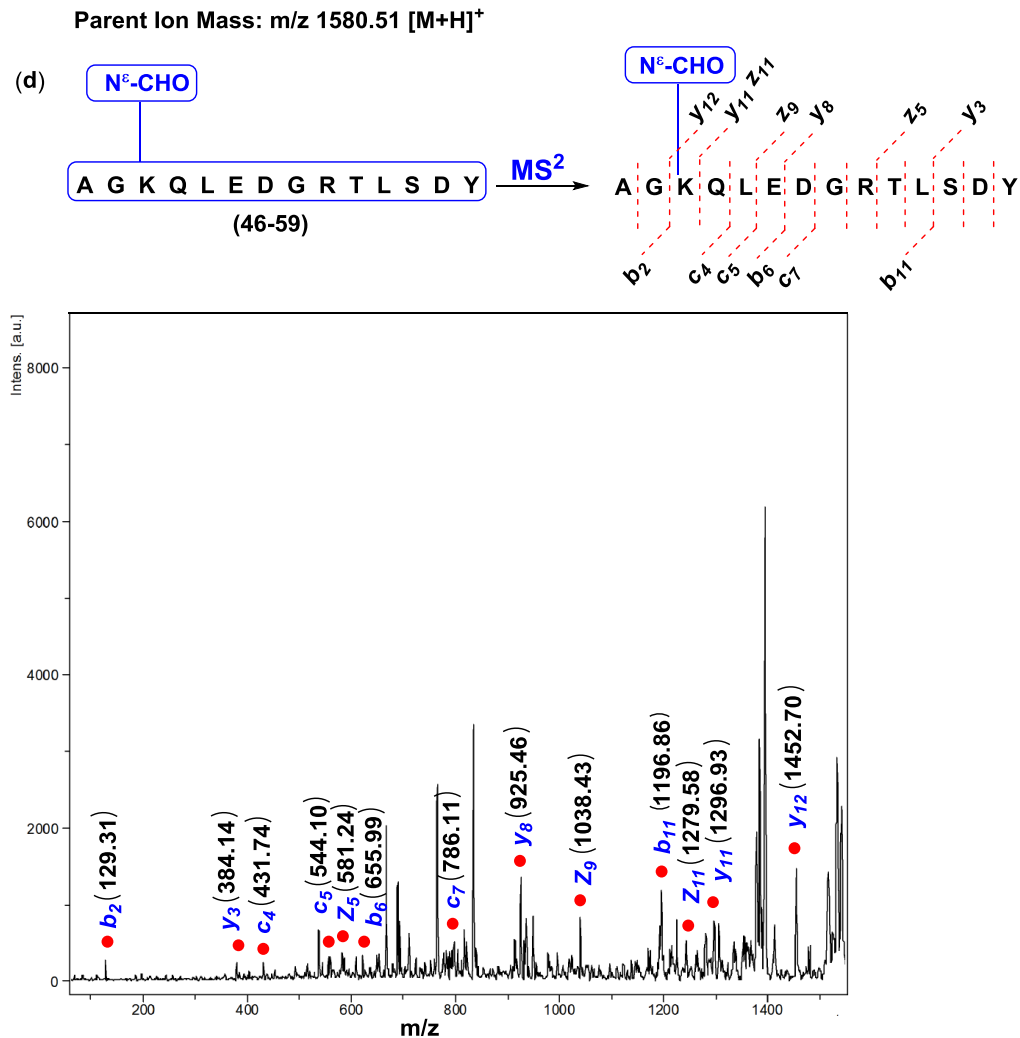 Parent Ion Mass: m/z 1580.51 [M+H]⁺
(d)
Nᵋ-CHO
A G K Q L E D G R T L S D Y
(46-59)
MS²
Nᵋ-CHO
y₁₂ y₁₁ z₁₁ z₉ y₈ z₅ y₃
A G K Q L E D G R T L S D Y
b₂ c₄ c₅ b₆ c₇ b₁₁
Intens. [a.u.]
8000
6000
4000
2000
0
b₂ (129.31)
y₃ (384.14)
c₄ (431.74)
c₅ (544.10)
Z₅ (581.24)
b₆ (655.99)
c₇ (786.11)
y₈ (925.46)
Z₉ (1038.43)
b₁₁ (1196.86)
Z₁₁ (1279.58)
y₁₁ (1296.93)
y₁₂ (1452.70)
200 400 600 800 1000 1200 1400
m/z